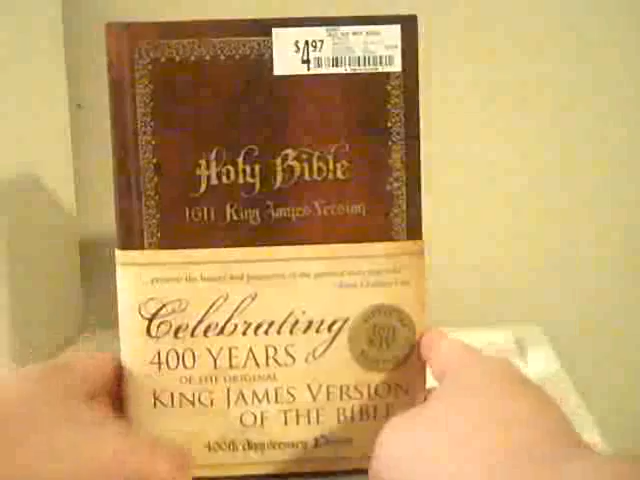 $4.97
Holy Bible
1611 King James Version
Celebrating
400 YEARS
OF THE ORIGINAL
KING JAMES VERSION
OF THE BIBLE
400th Anniversary Edition